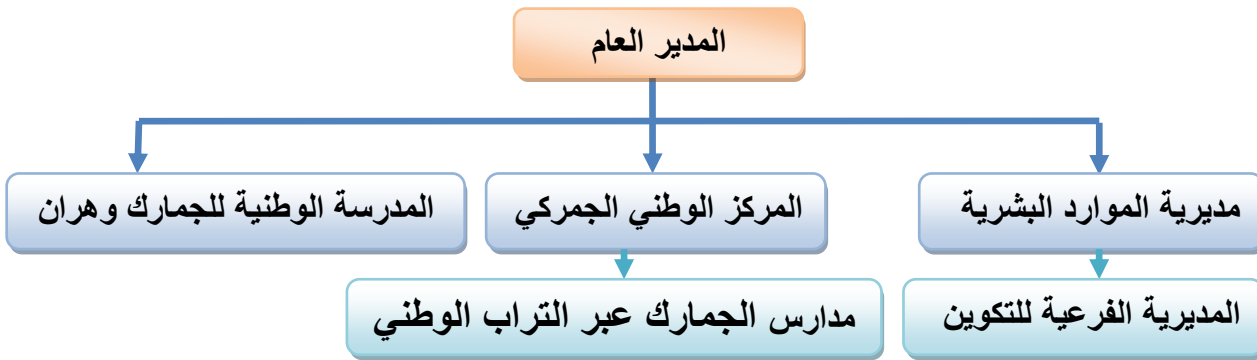 المدير العام
مديرية الموارد البشرية
المركز الوطني الجمركي
المدرسة الوطنية للجمارك وهران
المديرية الفرعية للتكوين
مدارس الجمارك عبر التراب الوطني